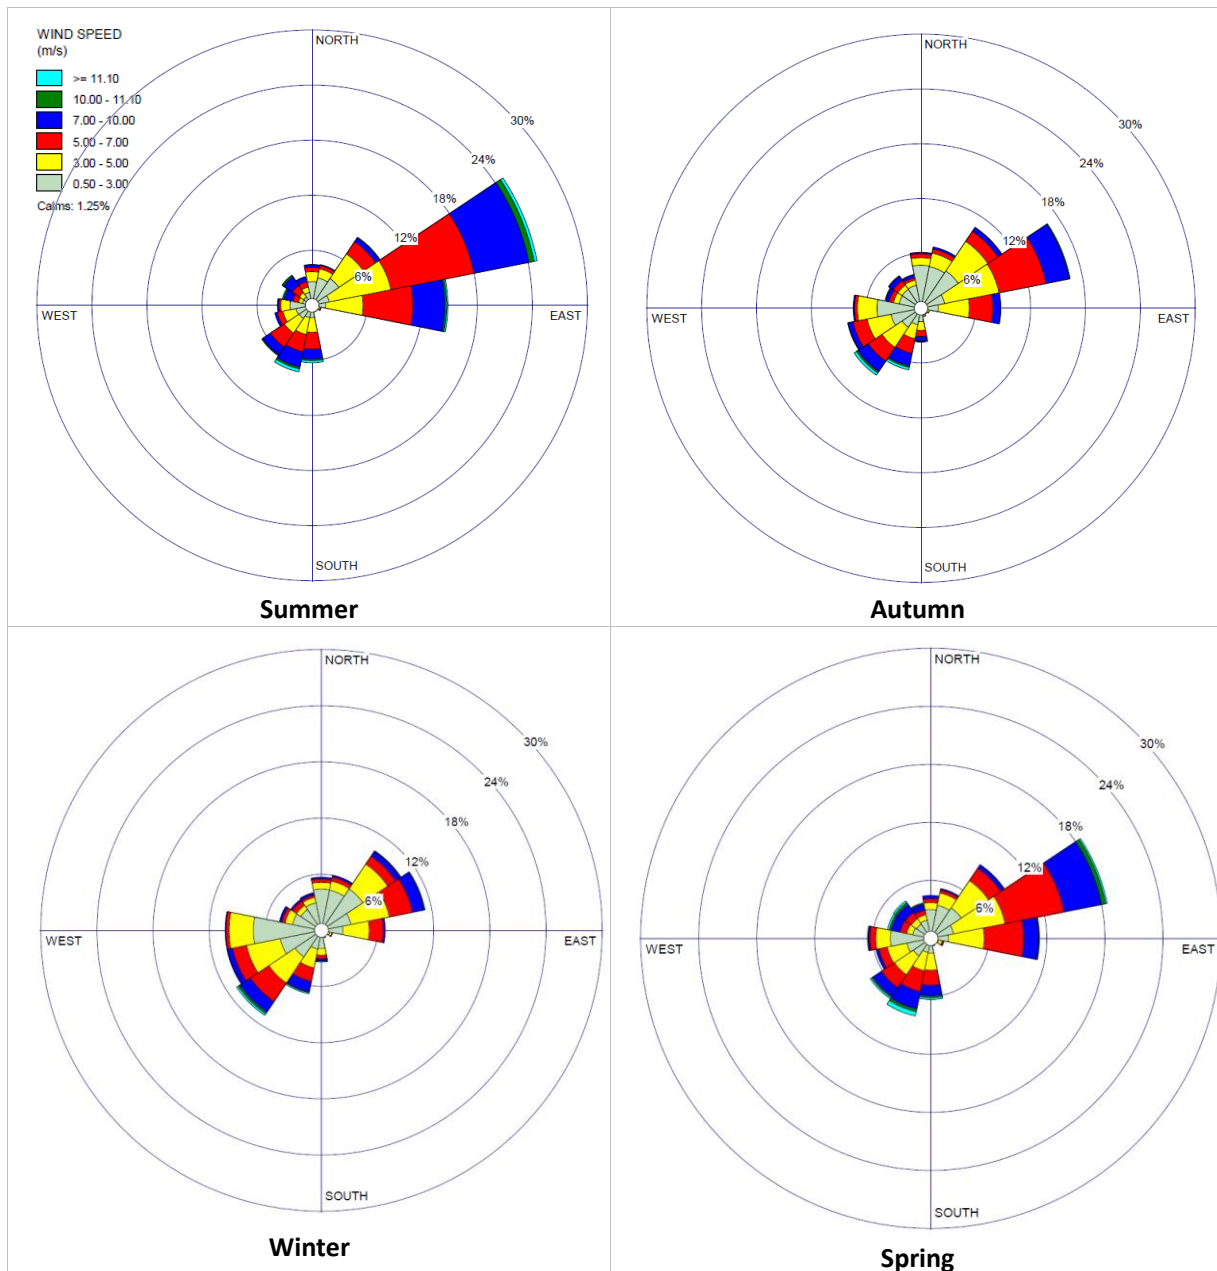 WIND SPEED
(m/s)
>= 11.10
10.00 - 11.10
7.00 - 10.00
5.00 - 7.00
3.00 - 5.00
0.50 - 3.00
Calms: 1.25%
NORTH
30%
24%
18%
12%
6%
WEST
EAST
SOUTH
Summer
NORTH
30%
24%
18%
12%
6%
WEST
EAST
SOUTH
Autumn
NORTH
30%
24%
18%
12%
6%
WEST
EAST
SOUTH
Winter
NORTH
30%
24%
18%
12%
6%
WEST
EAST
SOUTH
Spring